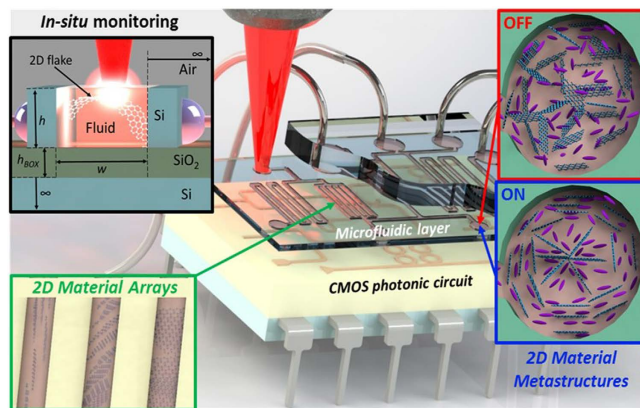 In-situ monitoring
∞
Air
2D flake
Fluid
Si
h
h_BOX
w
SiO₂
∞
Si
OFF
ON
Microfluidic layer
CMOS photonic circuit
2D Material Arrays
2D Material
Metastructures